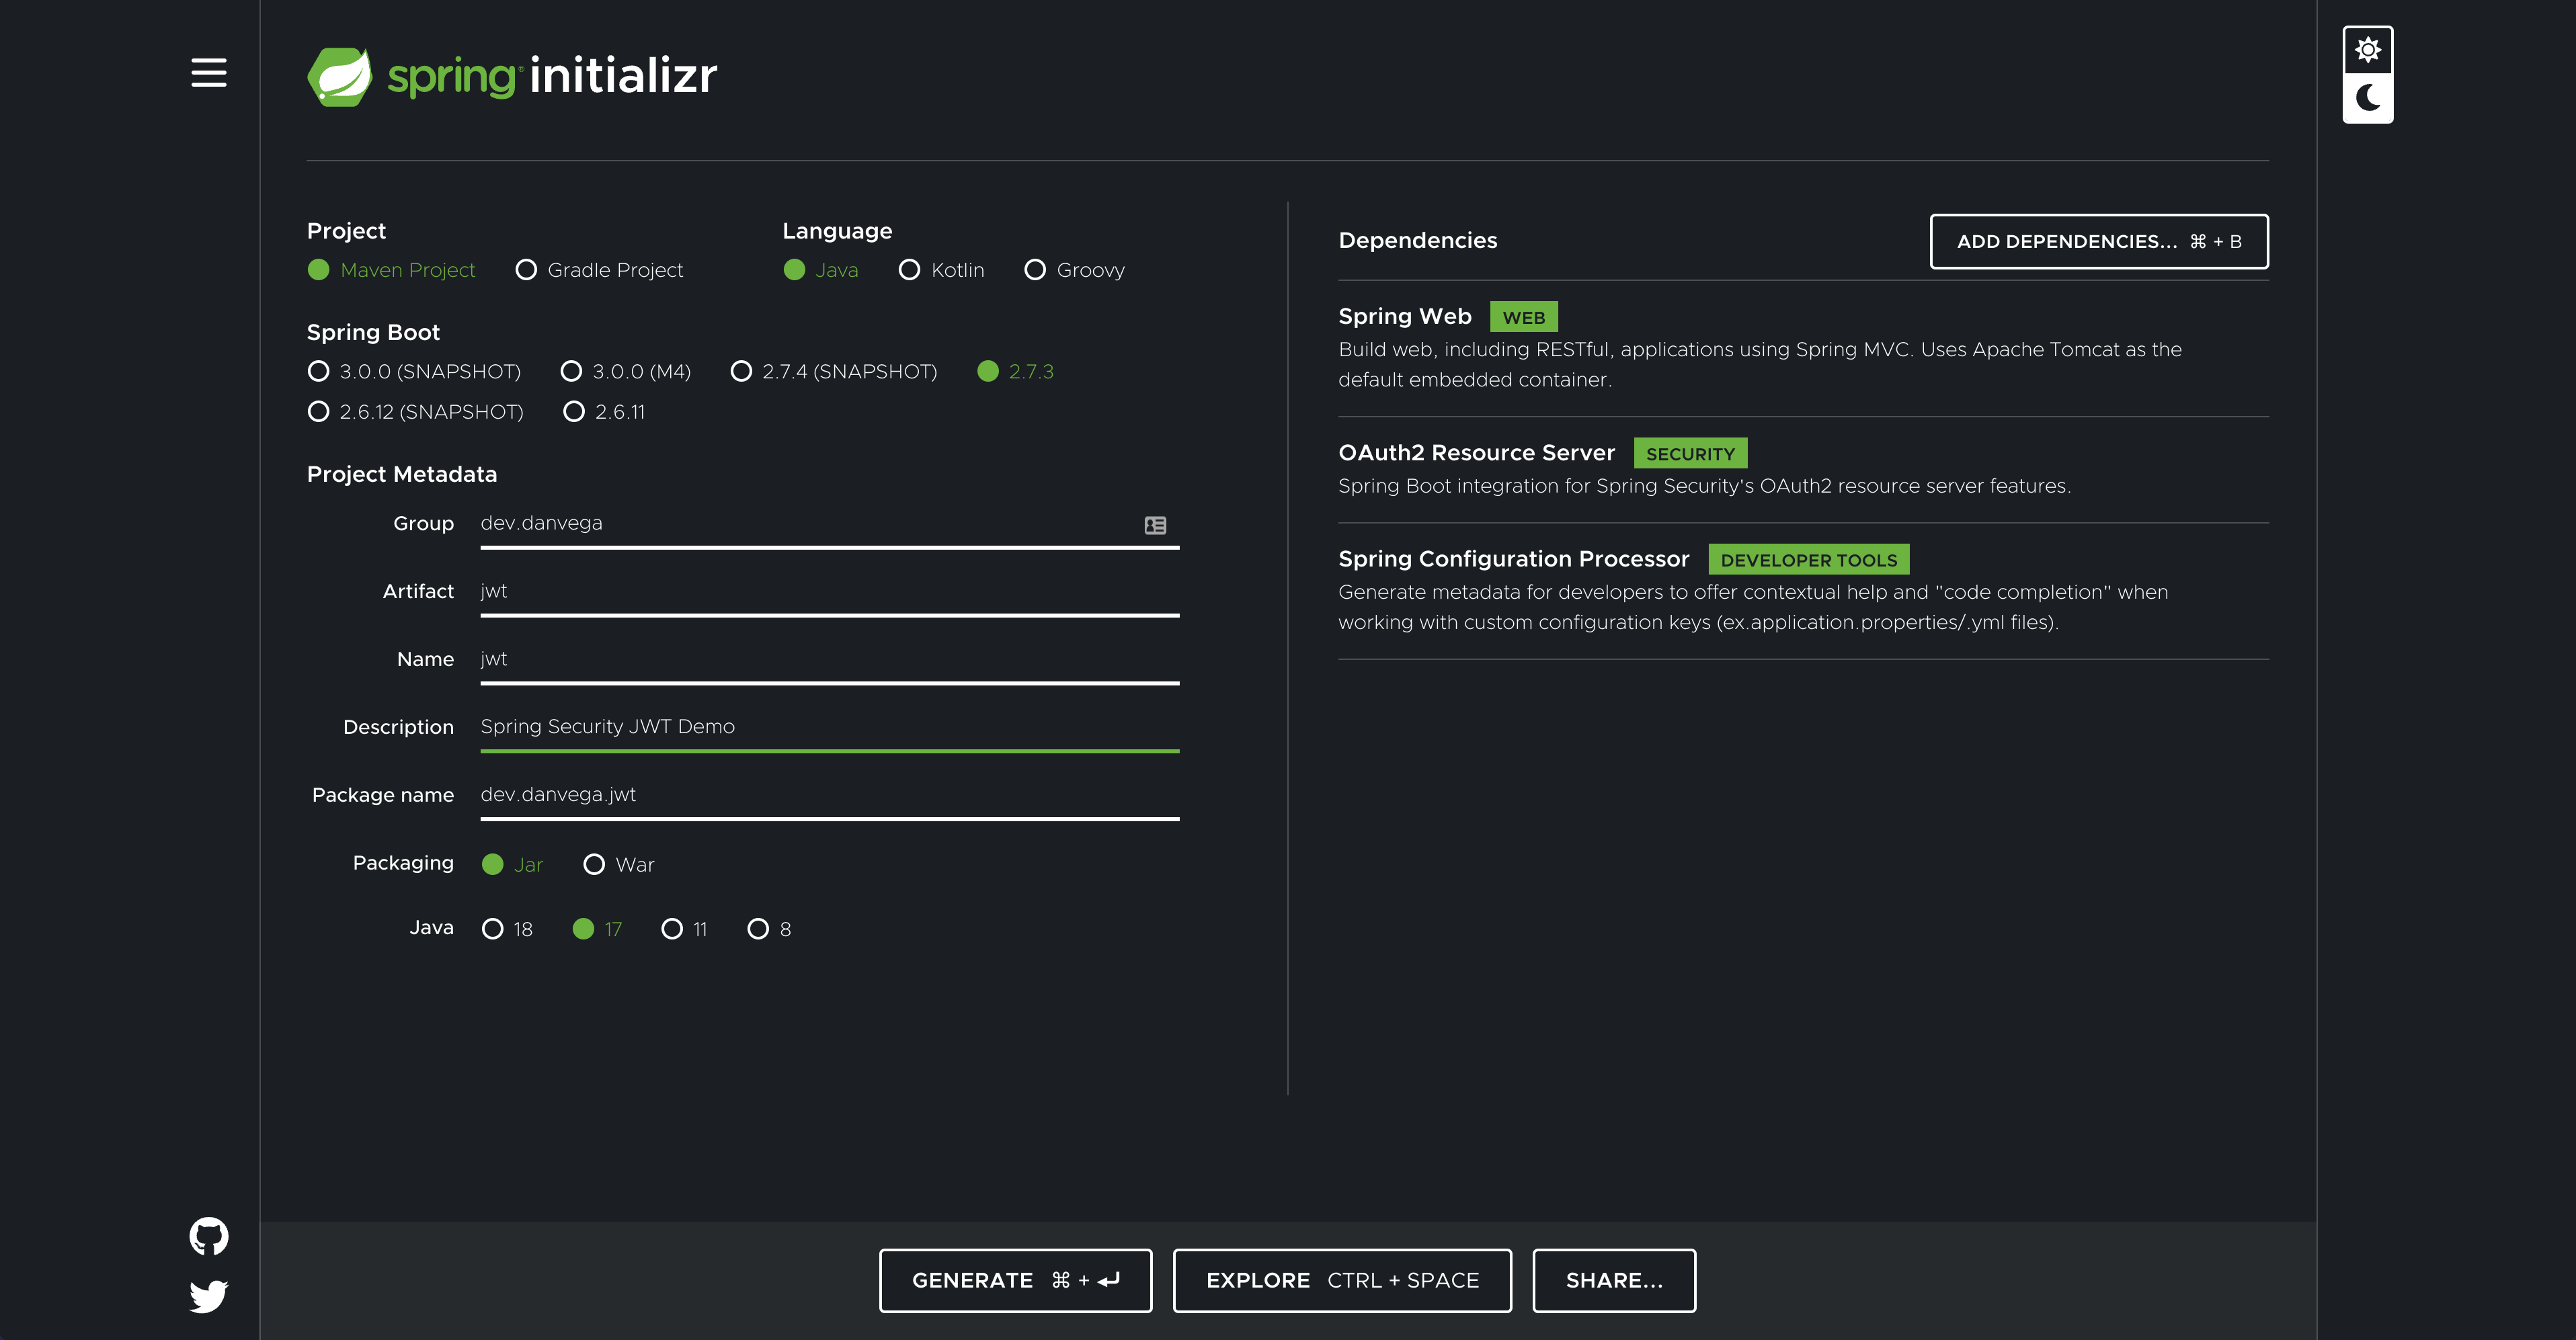 spring initializr
Project
Maven Project Gradle Project
Language
Java Kotlin Groovy
Spring Boot
3.0.0 (SNAPSHOT) 3.0.0 (M4) 2.7.4 (SNAPSHOT) 2.7.3
2.6.12 (SNAPSHOT) 2.6.11
Project Metadata
Group dev.danvega
Artifact jwt
Name jwt
Description Spring Security JWT Demo
Package name dev.danvega.jwt
Packaging Jar War
Java 18 17 11 8
Dependencies
ADD DEPENDENCIES... ⌘ + B
Spring Web WEB
Build web, including RESTful, applications using Spring MVC. Uses Apache Tomcat as the
default embedded container.
OAuth2 Resource Server SECURITY
Spring Boot integration for Spring Security's OAuth2 resource server features.
Spring Configuration Processor DEVELOPER TOOLS
Generate metadata for developers to offer contextual help and "code completion" when
working with custom configuration keys (ex.application.properties/.yml files).
GENERATE ⌘ + ↵
EXPLORE CTRL + SPACE
SHARE...